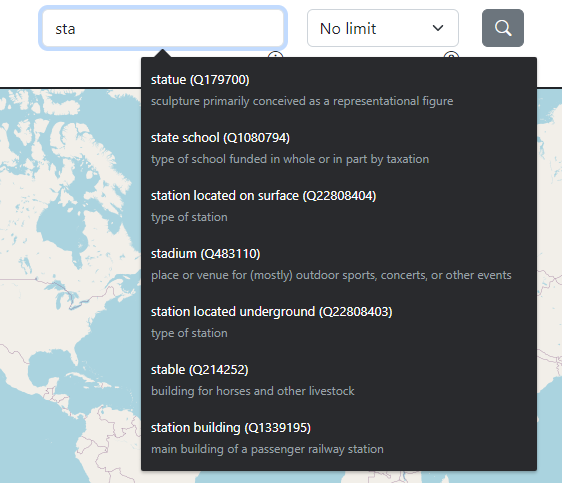 sta
No limit
statue (Q179700)
sculpture primarily conceived as a representational figure
state school (Q1080794)
type of school funded in whole or in part by taxation
station located on surface (Q22808404)
type of station
stadium (Q483110)
place or venue for (mostly) outdoor sports, concerts, or other events
station located underground (Q22808403)
type of station
stable (Q214252)
building for horses and other livestock
station building (Q1339195)
main building of a passenger railway station